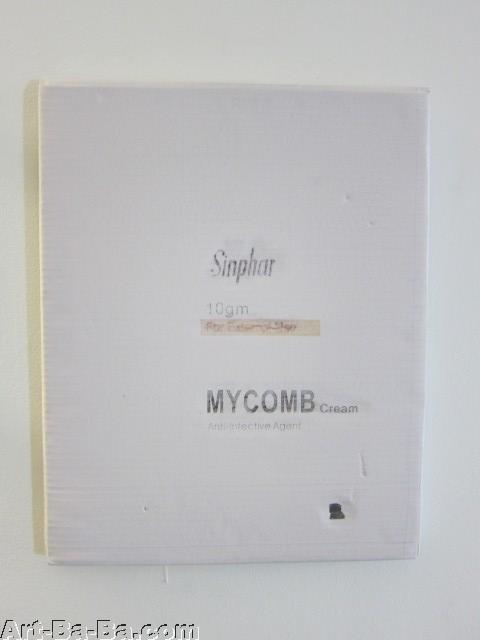 Sinphar
10gm
For External Use
MYCOMB Cream
Anti-Infective Agent
Art-Ba-Ba.com